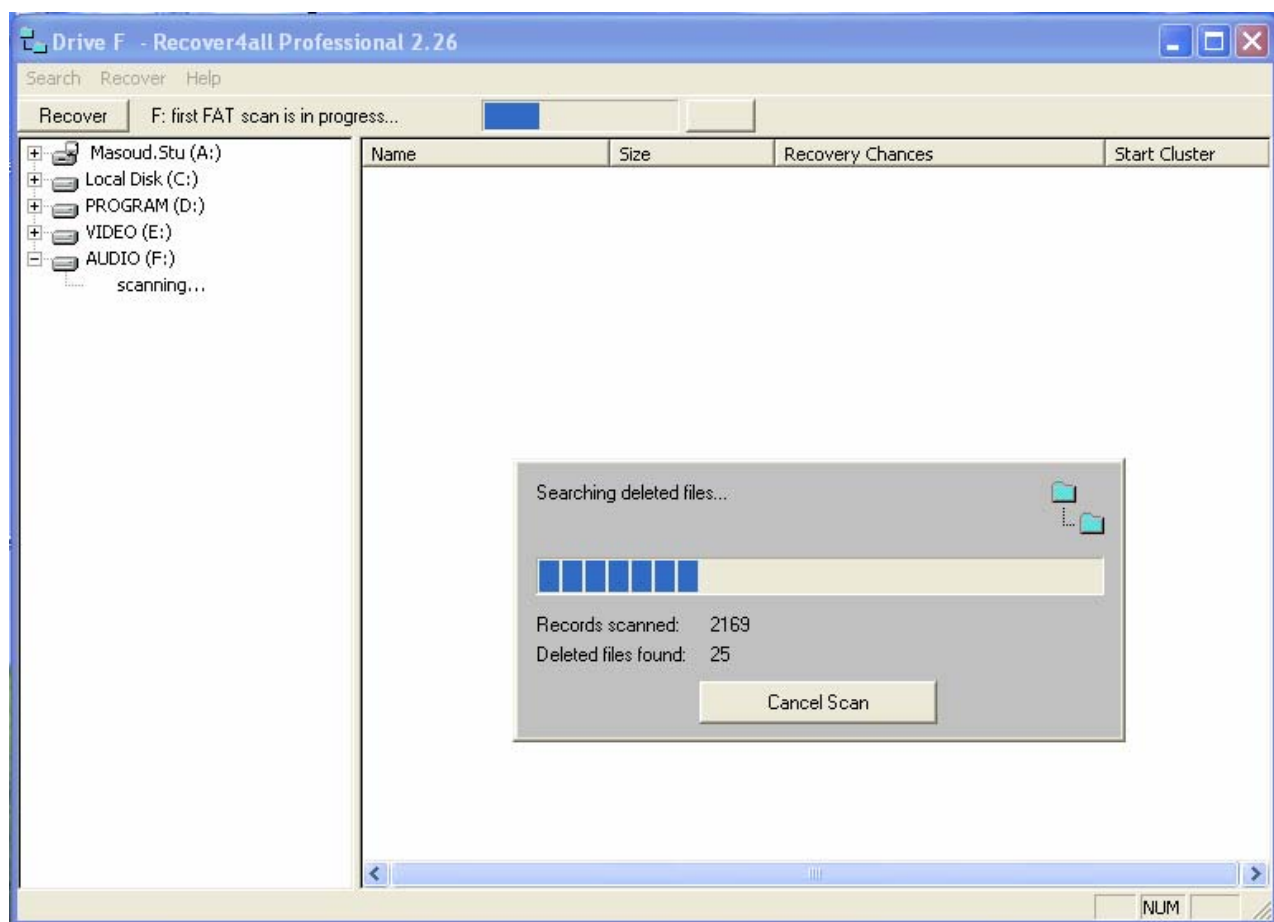 Drive F - Recover4all Professional 2.26
Search Recover Help
Recover F: first FAT scan is in progress...
Masoud.Stu (A:)
Local Disk (C:)
PROGRAM (D:)
VIDEO (E:)
AUDIO (F:)
scanning...
Name Size Recovery Chances Start Cluster
Searching deleted files...
Records scanned: 2169
Deleted files found: 25
Cancel Scan
NUM